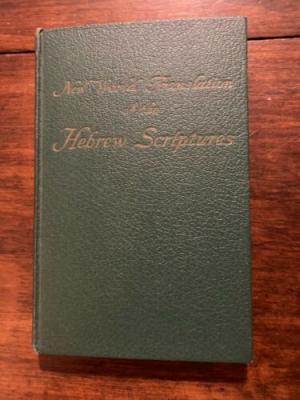 New World Translation
of the
Hebrew Scriptures